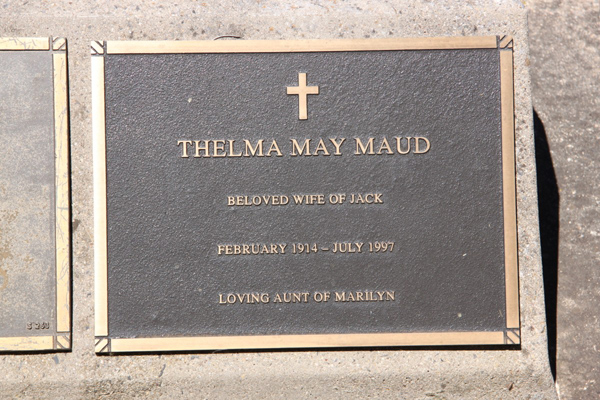 THELMA MAY MAUD
BELOVED WIFE OF JACK
FEBRUARY 1914 – JULY 1997
LOVING AUNT OF MARILYN